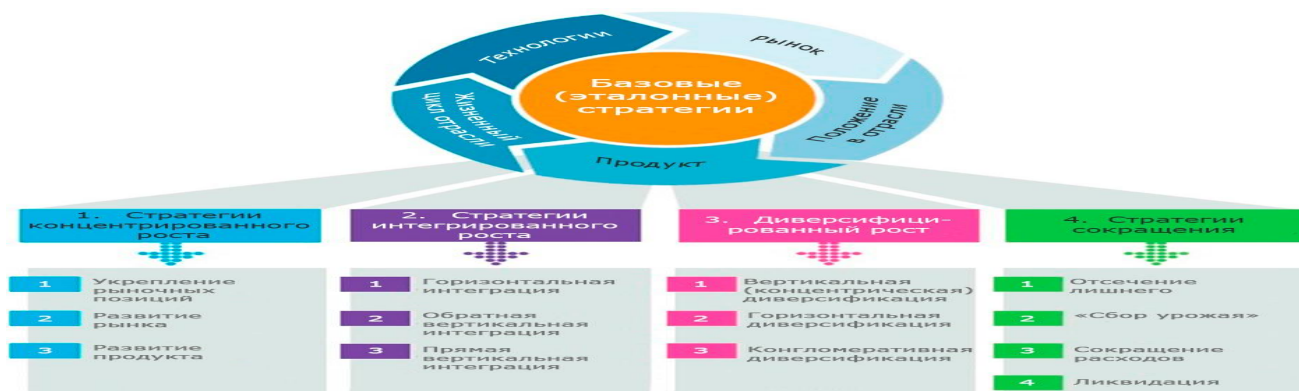 Технологии
Рынок
Жизненный
цикл отрасли
Базовые
(эталонные)
стратегии
Положение
в отрасли
Продукт
1. Стратегии
концентрированного
роста
1 Укрепление
рыных
позиций
2 Развитие
рынка
3 Развитие
продукта
2. Стратегии
интегрированного
роста
1 Горизонтальная
интеграция
2 Обратная
вертикальная
интеграция
3 Прямая
вертикальная
интеграция
3. Диверсифици-
рованный рост
1 Вертикальная
(концентрическая)
диверсификация
2 Горизонтальная
диверсификация
3 Конгломеративная
диверсификация
4. Стратегии
сокращения
1 Отсечение
лишнего
2 «Сбор урожая»
3 Сокращение
расходов
4 Ликвидация